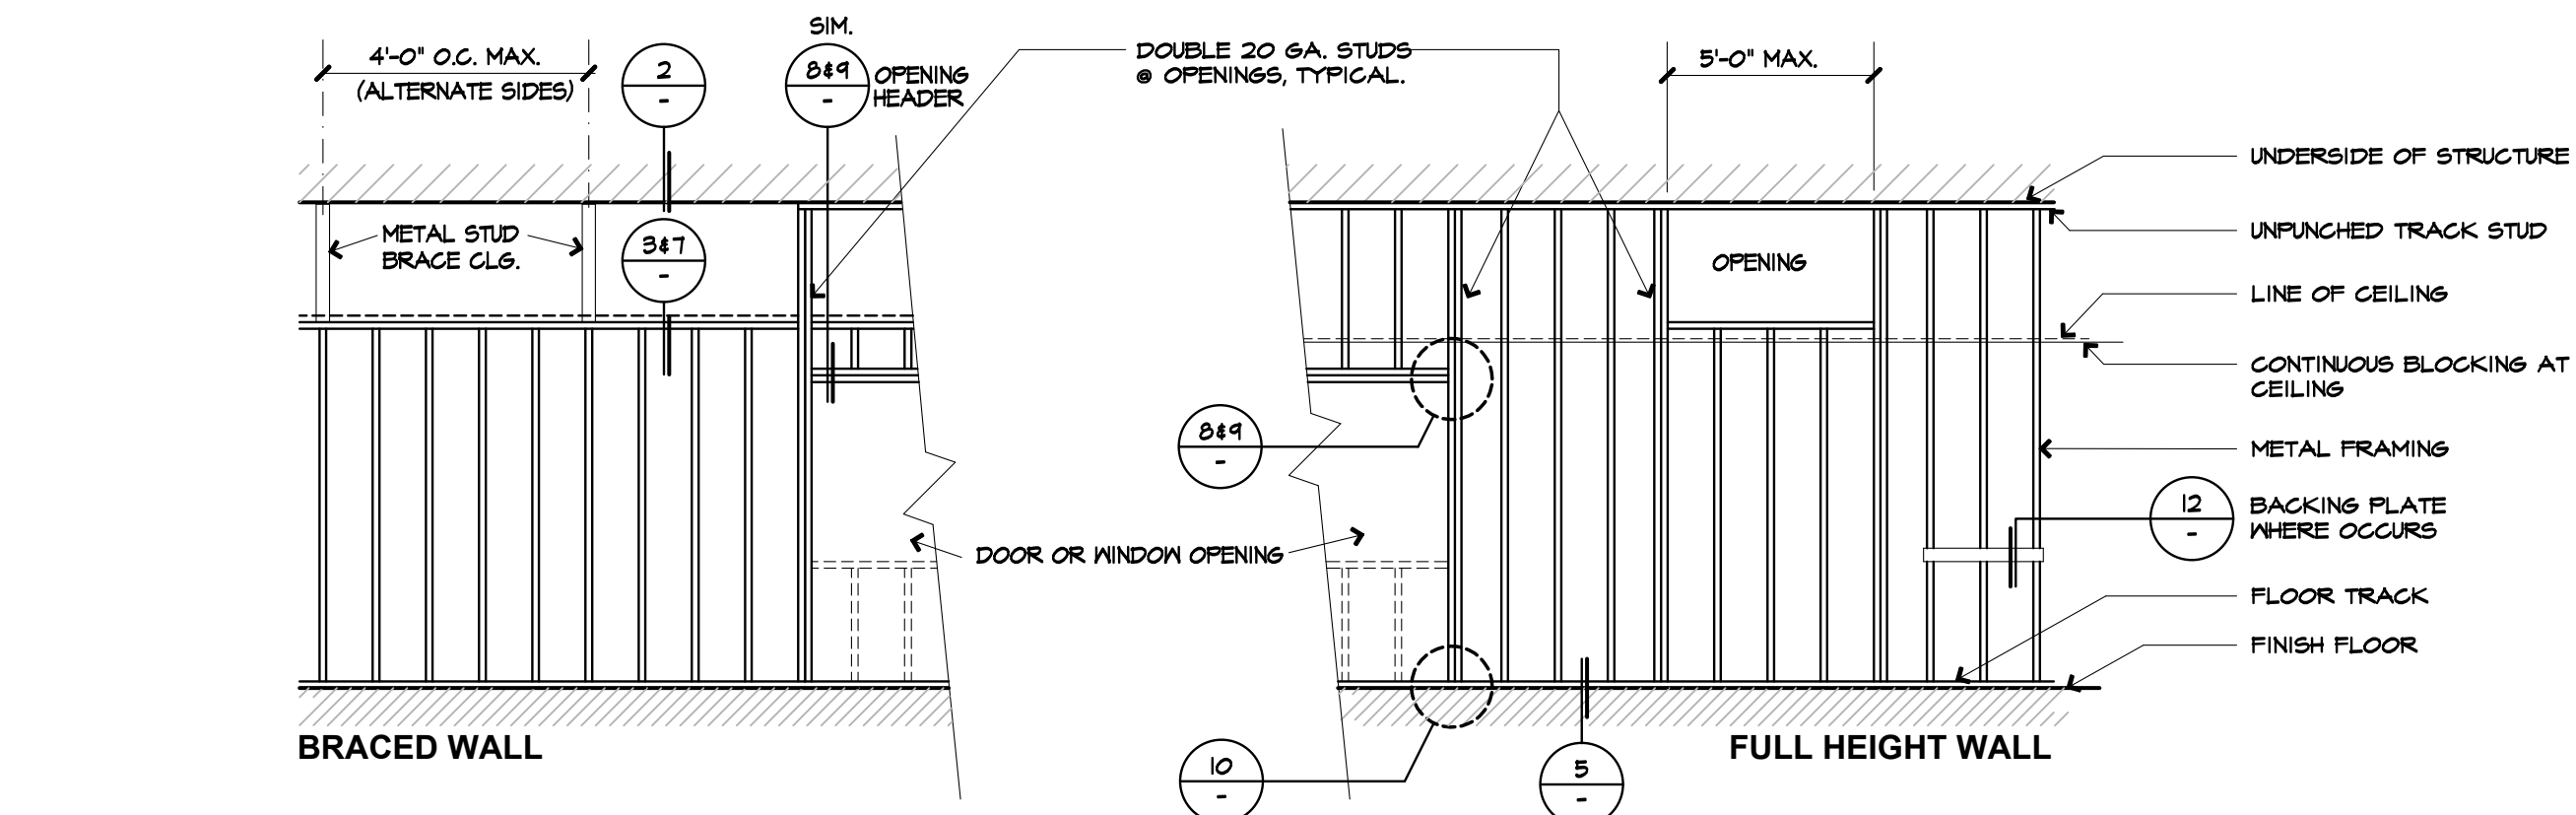 SIM.
4'-0" O.C. MAX.
(ALTERNATE SIDES)
2
-
8&9
-
OPENING
HEADER
DOUBLE 20 GA. STUDS
@ OPENINGS, TYPICAL.
5'-0" MAX.
METAL STUD
BRACE CLG.
3&7
-
OPENING
UNDERSIDE OF STRUCTURE
UNPUNCHED TRACK STUD
LINE OF CEILING
CONTINUOUS BLOCKING AT
CEILING
METAL FRAMING
8&9
-
12
-
BACKING PLATE
WHERE OCCURS
DOOR OR WINDOW OPENING
FLOOR TRACK
FINISH FLOOR
BRACED WALL
FULL HEIGHT WALL
10
-
5
-